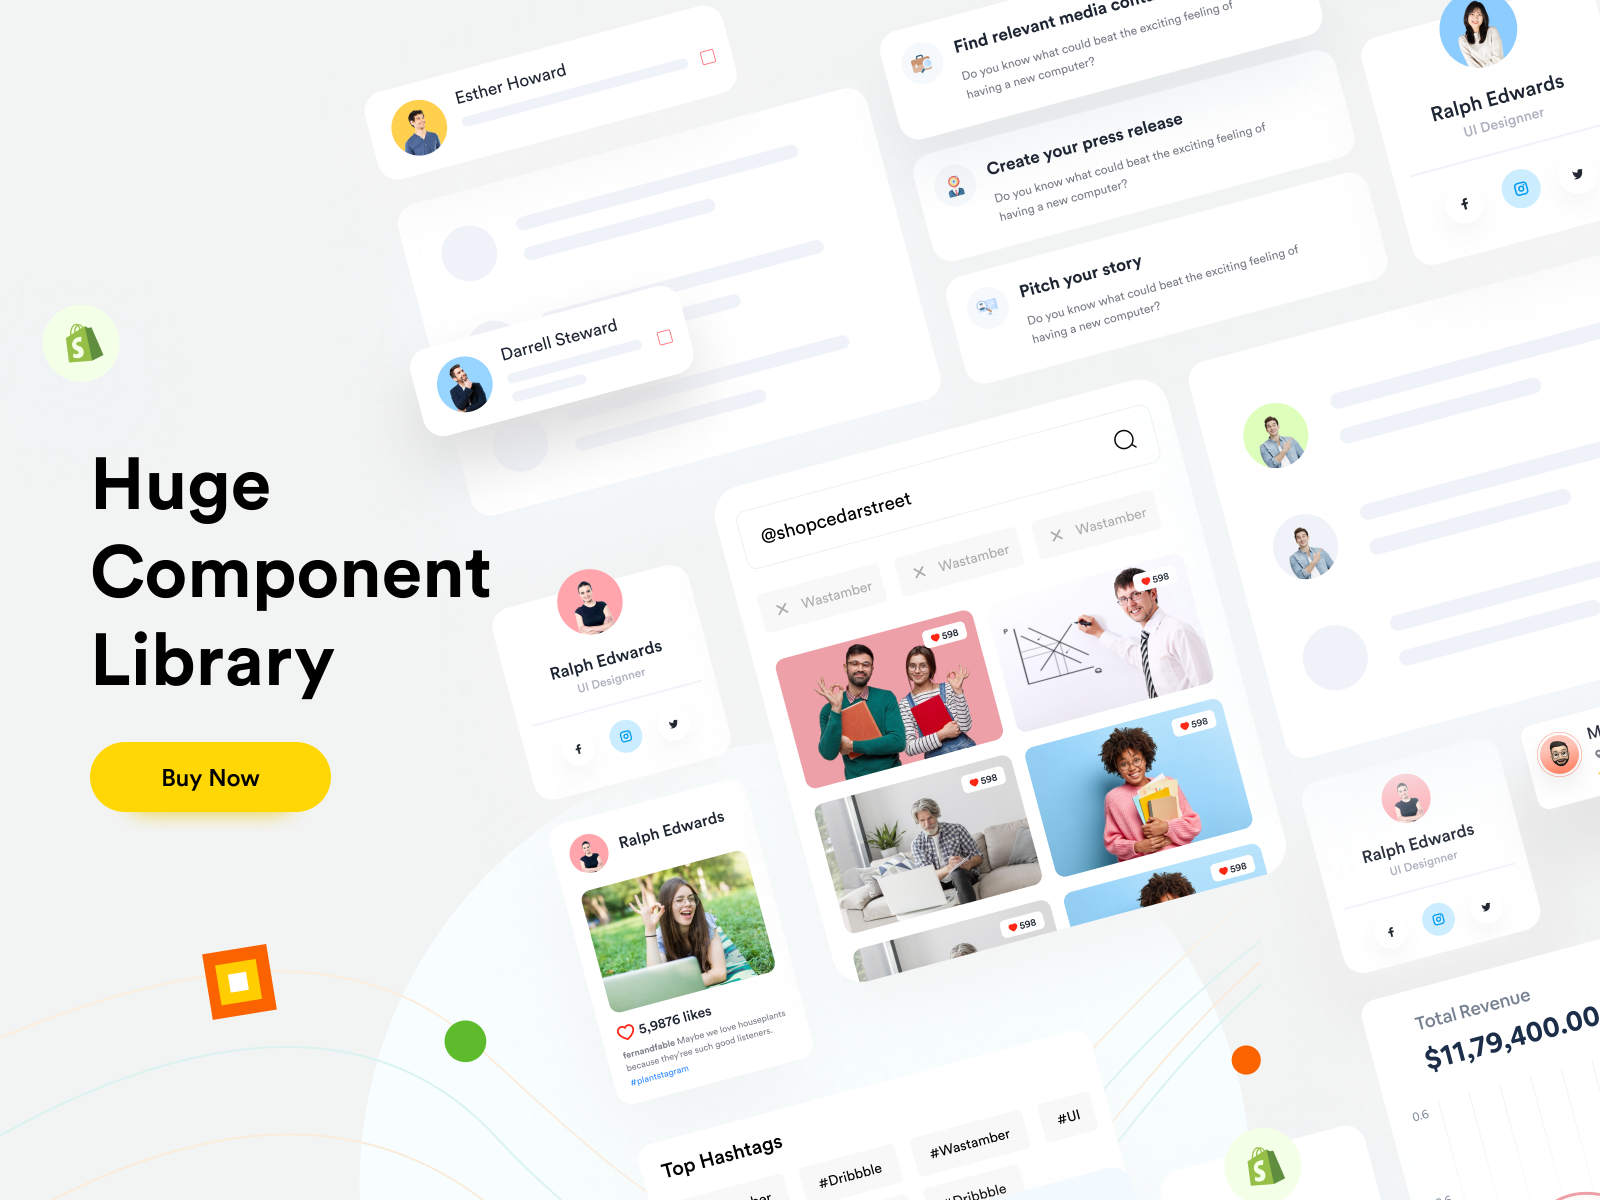 Huge
Component
Library
Buy Now
Esther Howard
Darrell Steward
Find relevant media
Do you know what could beat the exciting feeling of
having a new computer?
Create your press release
Do you know what could beat the exciting feeling of
having a new computer?
Pitch your story
Do you know what could beat the exciting feeling of
having a new computer?
Ralph Edwards
UI Designner
@shopcedarstreet
Wastamber
Wastamber
Wastamber
598
598
598
598
598
598
Ralph Edwards
UI Designner
Ralph Edwards
5,9876 likes
fernandfable Maybe we love houseplants
because they'ree such good listeners.
#plantstagram
Top Hashtags
#Dribbble
#Wastamber
#UI
#Dribbble
Ralph Edwards
UI Designner
M
Total Revenue
$11,79,400.00
0.6